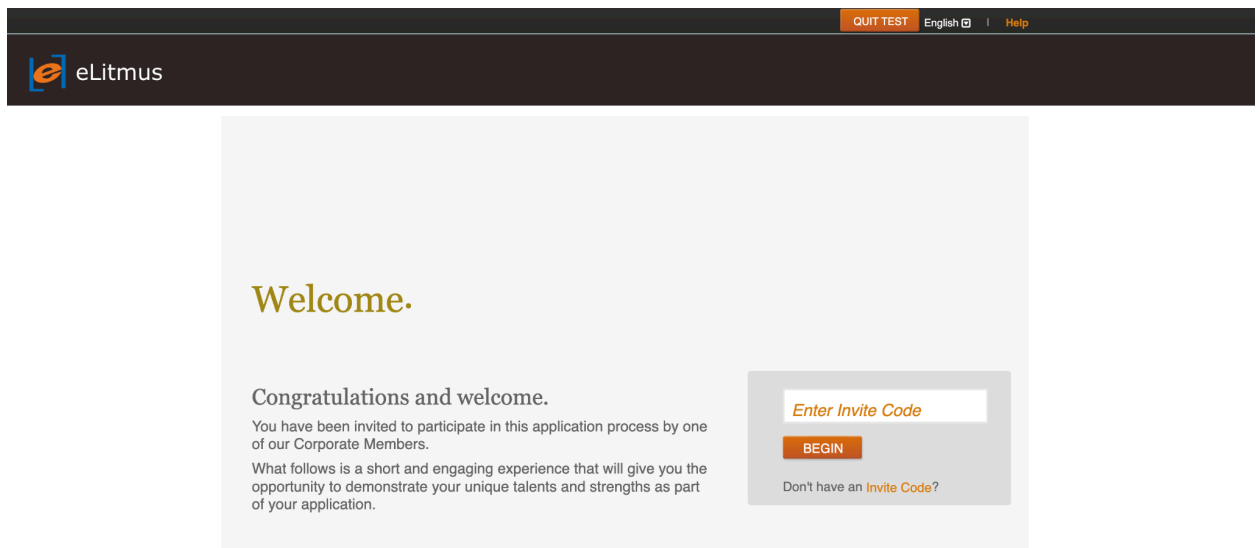 QUIT TEST English | Help
eLitmus
Welcome.
Congratulations and welcome.
You have been invited to participate in this application process by one
of our Corporate Members.
What follows is a short and engaging experience that will give you the
opportunity to demonstrate your unique talents and strengths as part
of your application.
Enter Invite Code
BEGIN
Don't have an Invite Code?